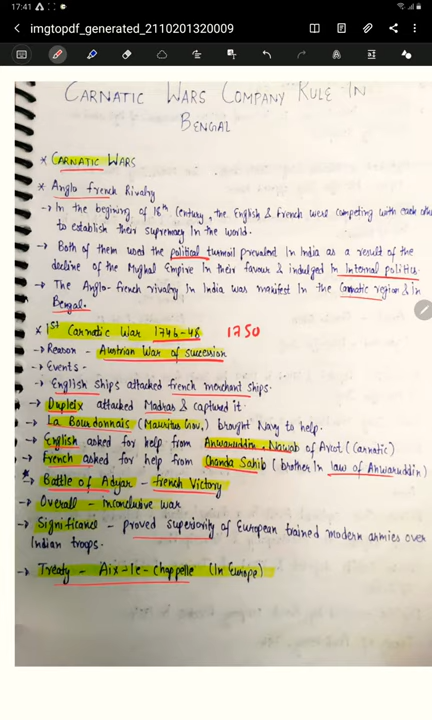 17:41
imgtopdf_generated_2110201320009
CARNATIC WARS COMPANY RULE IN
BENGAL
* CARNATIC WARS
* Anglo french Rivalry
→ In the begining of 18th Century, the English & French were competing with each othe
to establish their supremacy in the world.
→ Both of them used the political turmoil prevalent in India as a result of the
decline of the Mughal Empire in their favour & indulged in Internal politics.
→ The Anglo-french rivalry in India was manifest in the Carnatic region & in
Bengal.
* 1st Carnatic War 1746-48 1750
→ Reason - Austrian War of succession
→ Events -
→ English ships attacked french merchant ships.
→ Dupleix attacked Madras & captured it.
→ La Bourdonnais (Mauritius Gov.) brought Navy to help.
→ English asked for help from Anwaruddin, Nawab of Arcot (Carnatic)
→ French asked for help from Chanda Sahib (brother in law of Anwaruddin)
→ Battle of Adyar - french Victory
→ Overall - inconclusive war
→ Significance - proved superiority of European trained modern armies over
Indian troops.
→ Treaty - Aix-le-chappelle (In Europe)